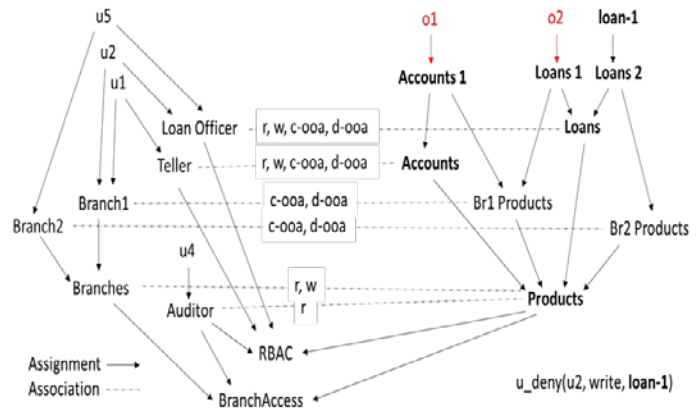 u5
o1
o2
loan-1
u2
u1
Accounts 1
Loans 1
Loans 2
Loan Officer
r, w, c-ooa, d-ooa
Loans
Teller
r, w, c-ooa, d-ooa
Accounts
Branch1
c-ooa, d-ooa
Br1 Products
Branch2
c-ooa, d-ooa
Br2 Products
u4
Branches
r, w
Products
Auditor
r
RBAC
Assignment
Association
BranchAccess
u_deny(u2, write, loan-1)